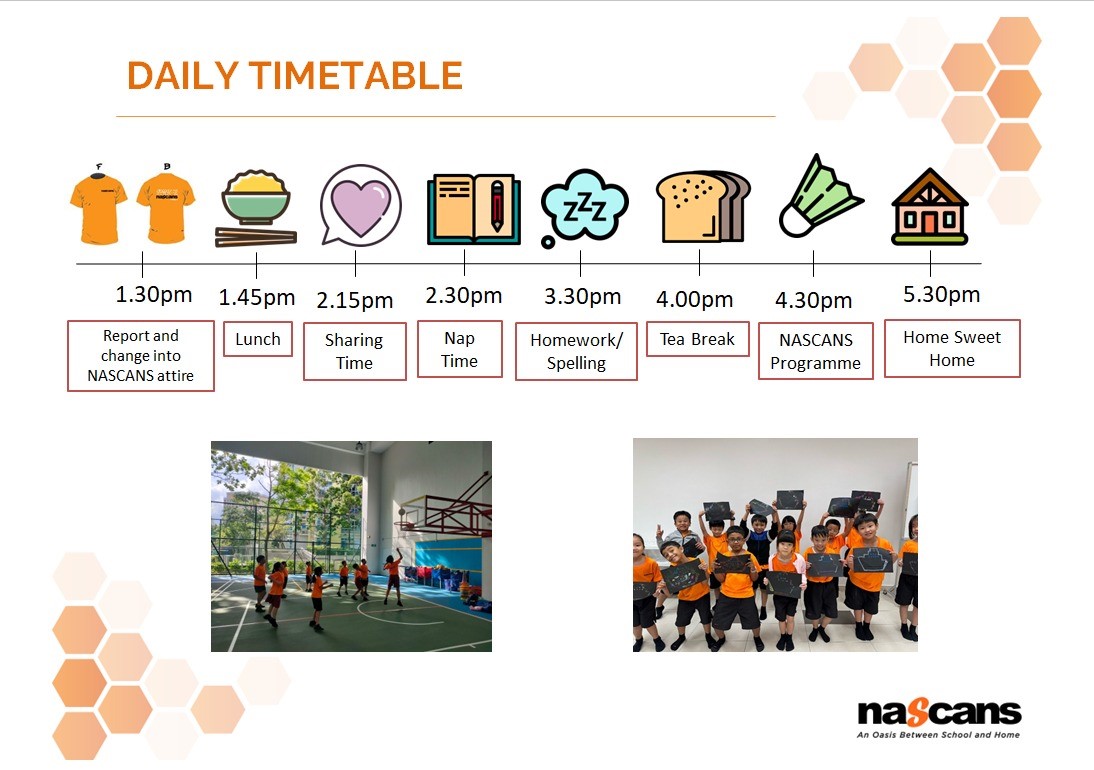 DAILY TIMETABLE
F
B
nascans
zzz
1.30pm
1.45pm
2.15pm
2.30pm
3.30pm
4.00pm
4.30pm
5.30pm
Report and
change into
NASCANS attire
Lunch
Sharing
Time
Nap
Time
Homework/
Spelling
Tea Break
NASCANS
Programme
Home Sweet
Home
nascans
An Oasis Between School and Home